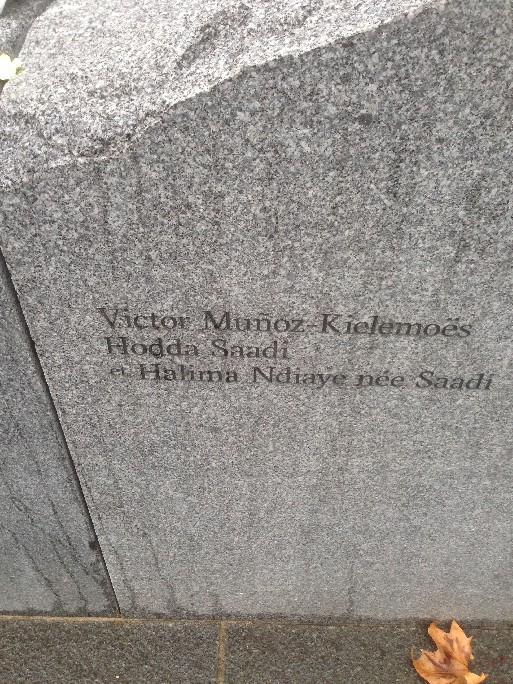 Victor Muñoz-Kielemoës
Hodda Saadi
et Halima Ndiaye née Saadi